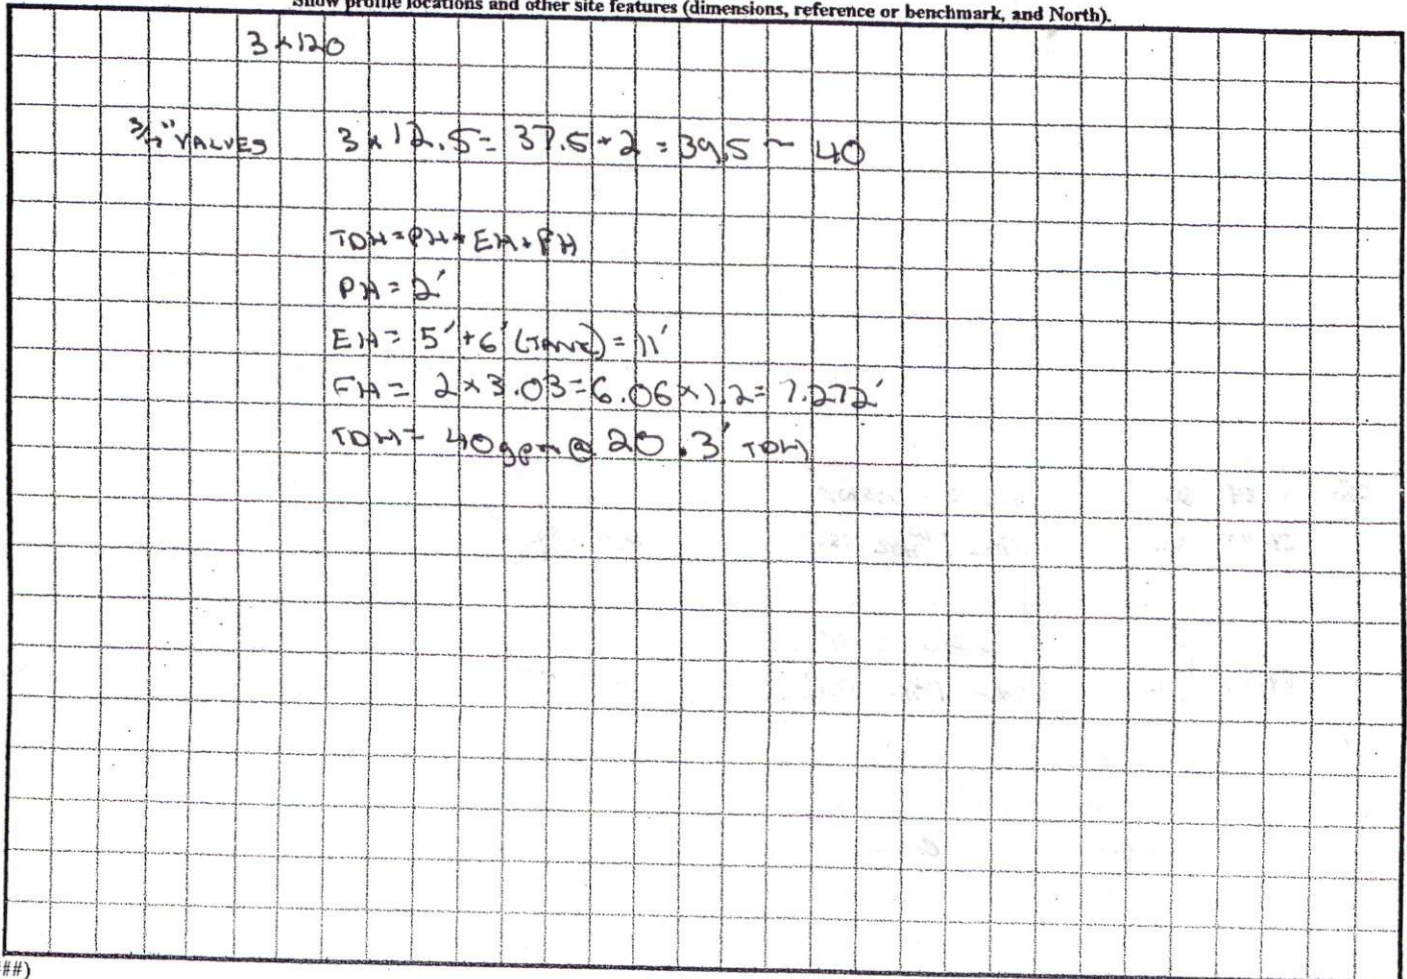 Show profile locations and other site features (dimensions, reference or benchmark, and North).
3 x 120
3/4" VALVES 3 x 12.5 = 37.5 + 2 = 39.5 ~ 40
TDH = PH + EH + FH
PH = 2'
EH = 5' + 6' (TANK) = 11'
FH = 2 x 3.03 = 6.06 x 1.2 = 7.272'
TDH = 40gpm @ 20.3' TDH
##)